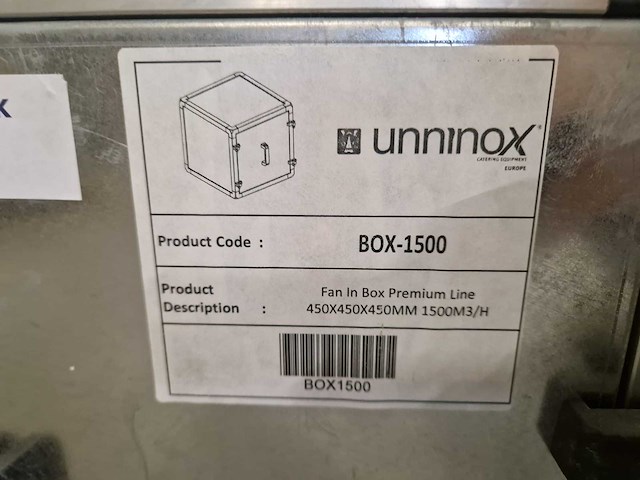 x
unninox
CATERING EQUIPMENT
EUROPE
Product Code : BOX-1500
Product Description : Fan In Box Premium Line
450X450X450MM 1500M3/H
BOX1500